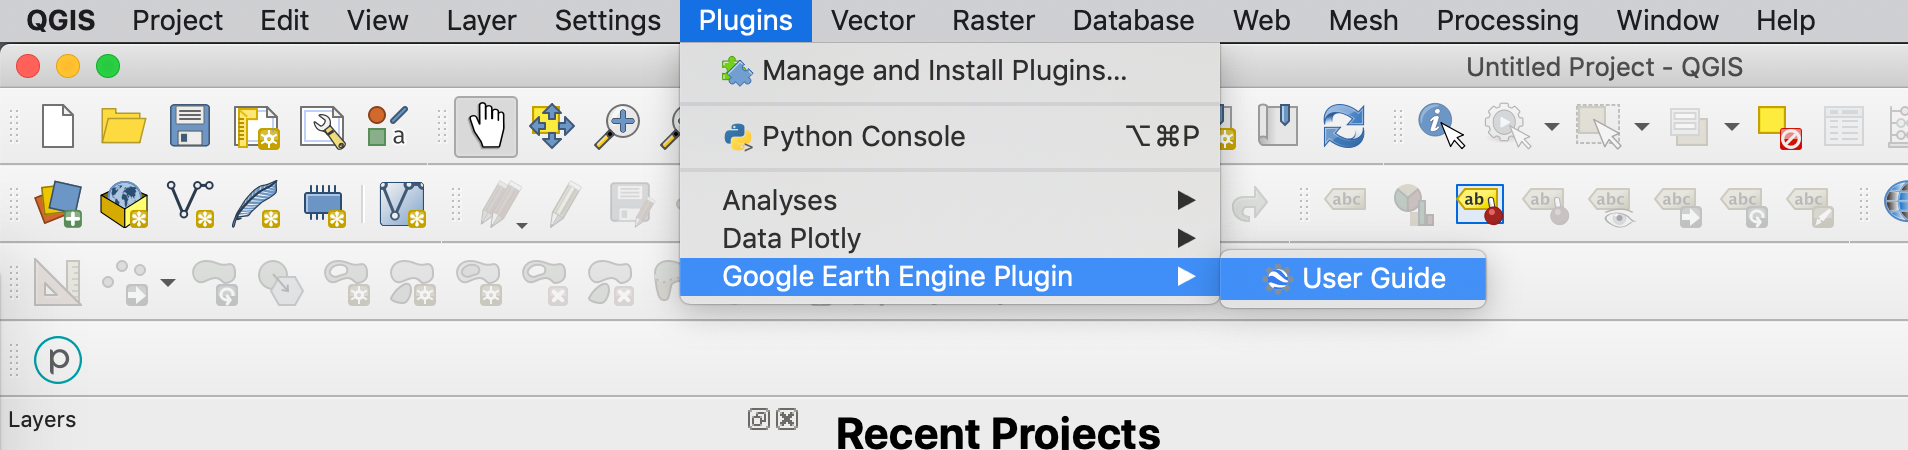 QGIS Project Edit View Layer Settings Plugins Vector Raster Database Web Mesh Processing Window Help
Untitled Project - QGIS
Manage and Install Plugins...
Python Console ⌥⌘P
a
Analyses
Data Plotly
Google Earth Engine Plugin
User Guide
abc ab abc abc abc abc abc
p
Layers
Recent Projects